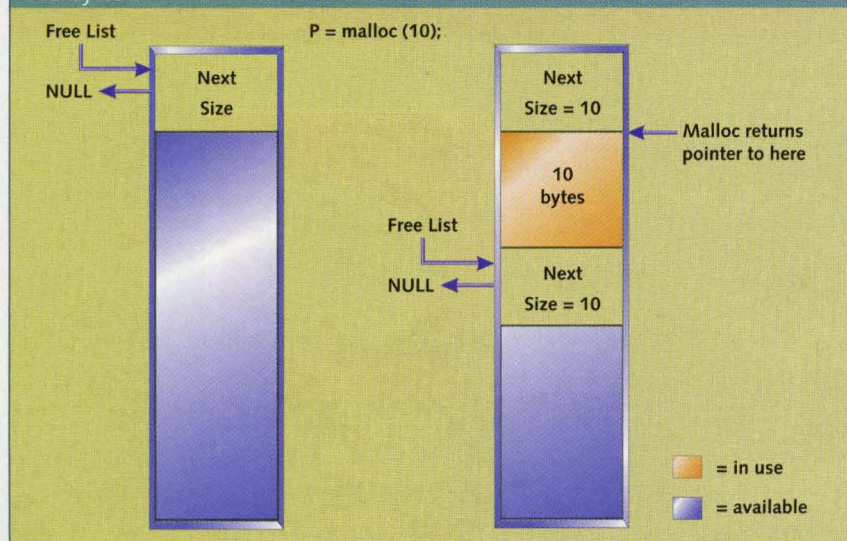 Free List
P = malloc (10);
NULL
Next
Size
Next
Size = 10
Malloc returns
pointer to here
10
bytes
Free List
NULL
Next
Size = 10
= in use
= available